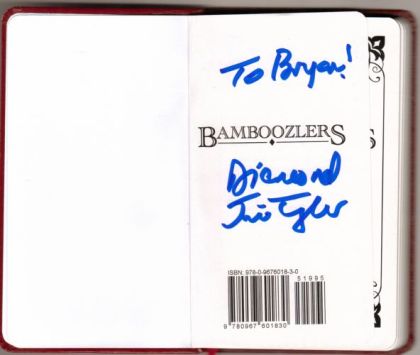 To Bryan!
BAMBOOZLERS
Diamond
Jim Tyler
ISBN: 978-0-9676018-3-0
51995
9 780967 601830